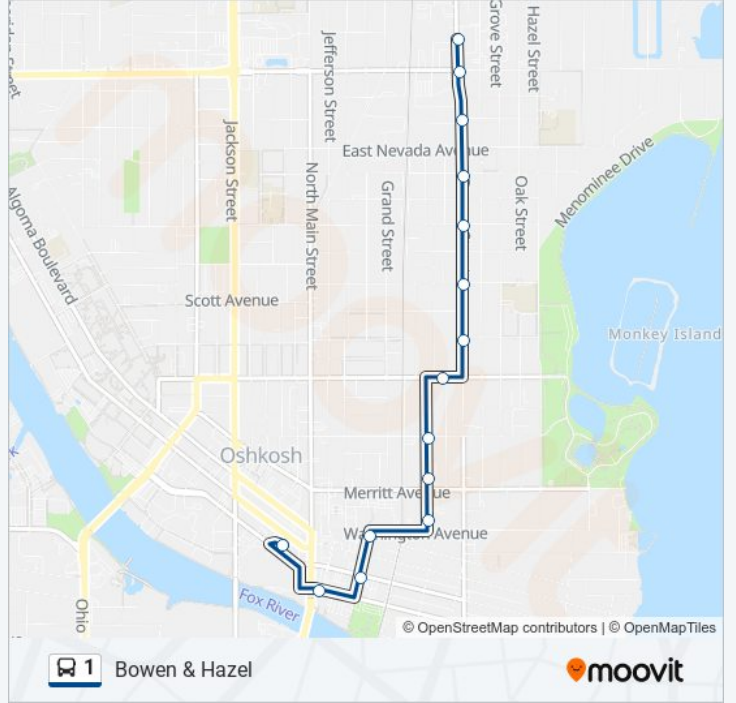 Grove Street
Hazel Street
Jefferson Street
Jackson Street
East Nevada Avenue
Menominee Drive
North Main Street
Grand Street
Oak Street
Algoma Boulevard
Scott Avenue
Monkey Island
Oshkosh
Merritt Avenue
Washington Avenue
Fox River
Ohio
© OpenStreetMap contributors | © OpenMapTiles
1 Bowen & Hazel
moovit